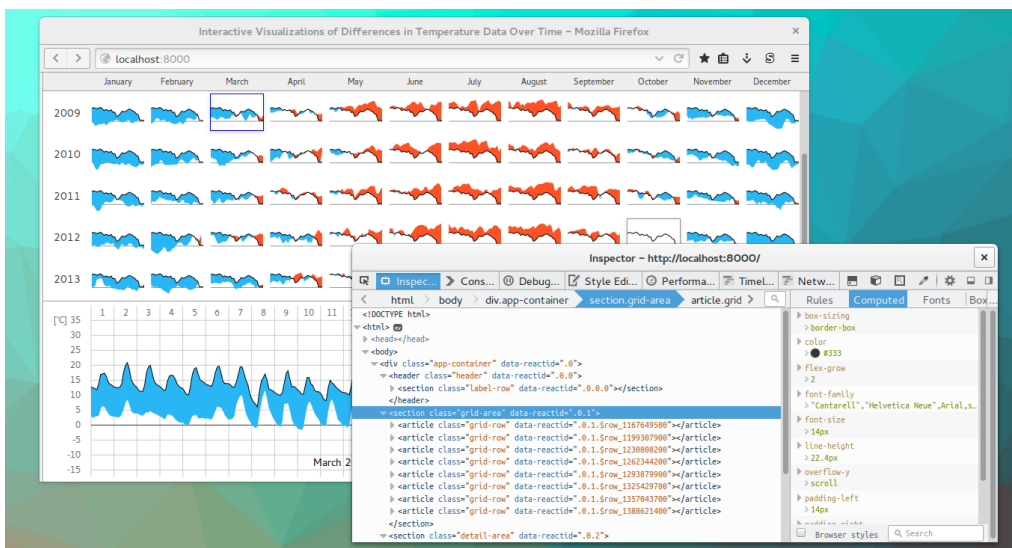 Interactive Visualizations of Differences in Temperature Data Over Time – Mozilla Firefox
localhost:8000
January February March April May June July August September October November December
2009
2010
2011
2012
2013
[°C] 35 1 2 3 4 5 6 7 8 9 10 11
30
25
20
15
10
5
0
-5
-10
-15
March 2
Inspector – http://localhost:8000/
Inspec... Cons... Debug... Style Edi... Performa... Timel... Netw...
html body div.app-container section.grid-area article.grid
Rules Computed Fonts Box...
<!DOCTYPE html>
<html> ev
<head></head>
<body>
<div class="app-container" data-reactid=".0">
<header class="header" data-reactid=".0.0">
<section class="label-row" data-reactid=".0.0.0"></section>
</header>
<section class="grid-area" data-reactid=".0.1">
<article class="grid-row" data-reactid=".0.1.$row_1167649500"></article>
<article class="grid-row" data-reactid=".0.1.$row_1199307900"></article>
<article class="grid-row" data-reactid=".0.1.$row_1230808200"></article>
<article class="grid-row" data-reactid=".0.1.$row_1262344200"></article>
<article class="grid-row" data-reactid=".0.1.$row_1293879900"></article>
<article class="grid-row" data-reactid=".0.1.$row_1325429700"></article>
<article class="grid-row" data-reactid=".0.1.$row_1357043700"></article>
<article class="grid-row" data-reactid=".0.1.$row_1388621400"></article>
</section>
<section class="detail-area" data-reactid=".0.2">
box-sizing
border-box
color
#333
flex-grow
2
font-family
"Cantarell","Helvetica Neue",Arial,s…
font-size
14px
line-height
22.4px
overflow-y
scroll
padding-left
14px
padding-right
Browser styles Search